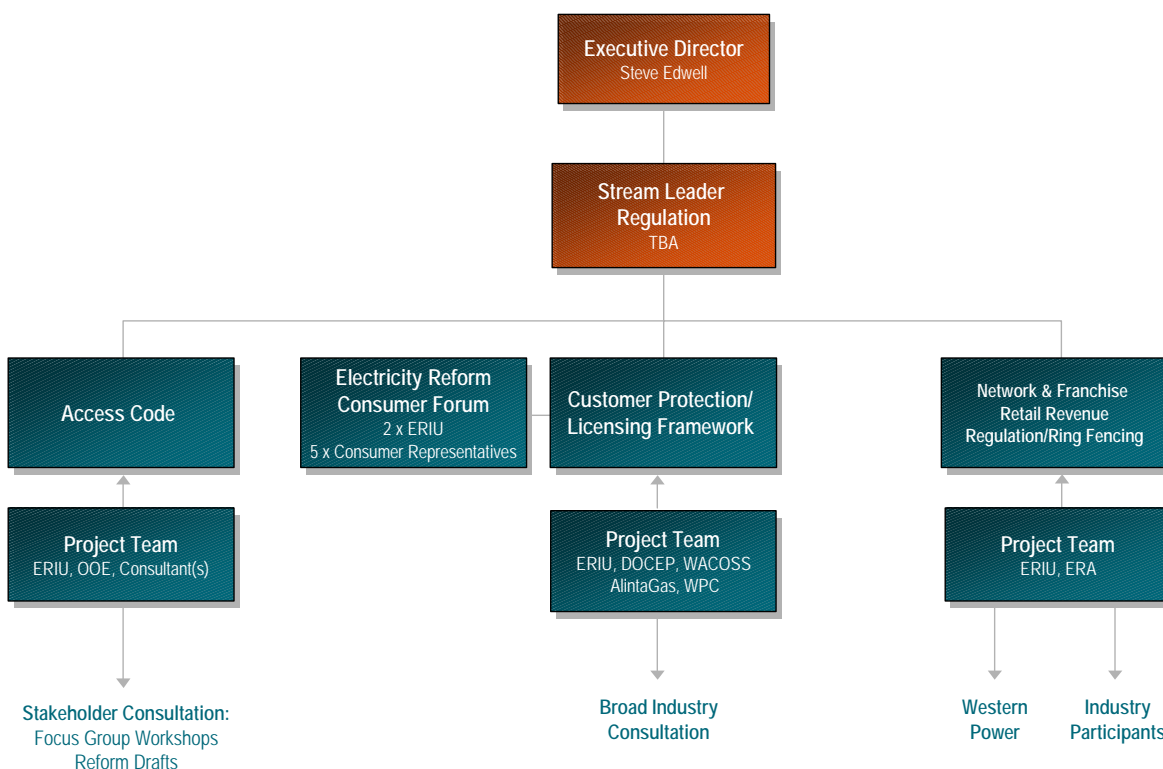 Executive Director
Steve Edwell
Stream Leader
Regulation
TBA
Access Code
Electricity Reform
Consumer Forum
2 x ERIU
5 x Consumer Representatives
Customer Protection/
Licensing Framework
Network & Franchise
Retail Revenue
Regulation/Ring Fencing
Project Team
ERIU, OOE, Consultant(s)
Project Team
ERIU, DOCEP, WACOSS
AlintaGas, WPC
Project Team
ERIU, ERA
Stakeholder Consultation:
Focus Group Workshops
Reform Drafts
Broad Industry
Consultation
Western
Power
Industry
Participants